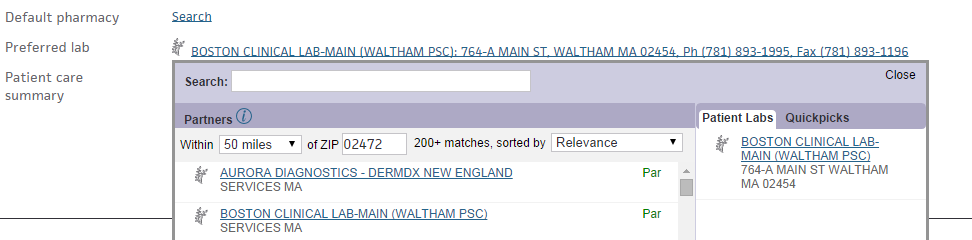 Default pharmacy
Search
Preferred lab
BOSTON CLINICAL LAB-MAIN (WALTHAM PSC): 764-A MAIN ST, WALTHAM MA 02454, Ph (781) 893-1995, Fax (781) 893-1196
Patient care
summary
Search:
Close
Partners i
Patient Labs Quickpicks
Within 50 miles of ZIP 02472 200+ matches, sorted by Relevance
AURORA DIAGNOSTICS - DERMDX NEW ENGLAND Par
SERVICES MA
BOSTON CLINICAL LAB-MAIN (WALTHAM PSC) Par
SERVICES MA
BOSTON CLINICAL LAB-
MAIN (WALTHAM PSC)
764-A MAIN ST WALTHAM
MA 02454